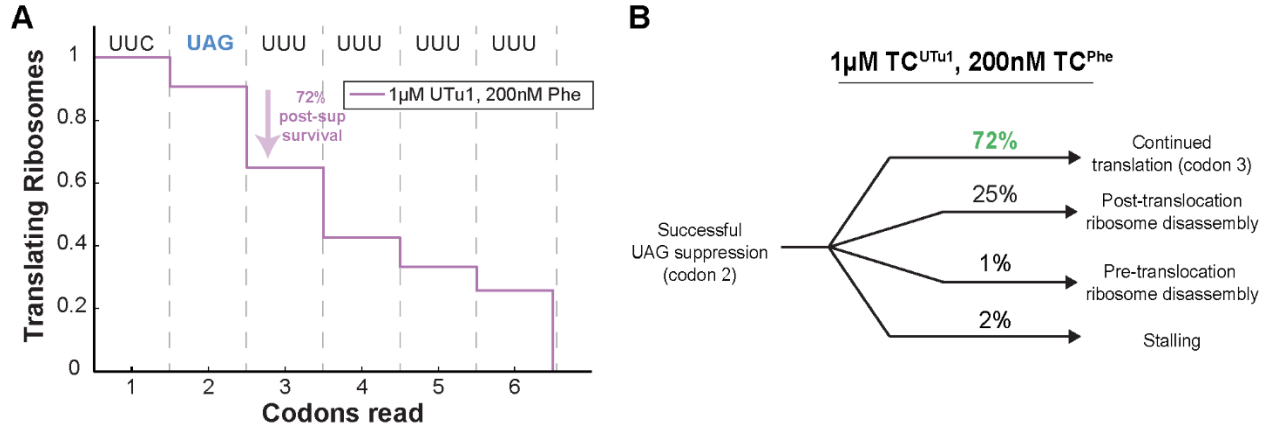 A
Translating Ribosomes
1
0.8
0.6
0.4
0.2
0
UUC UAG UUU UUU UUU UUU
1µM UTu1, 200nM Phe
72%
post-sup
survival
1 2 3 4 5 6
Codons read
B
1µM TC^UTu1, 200nM TC^Phe
Successful
UAG suppression
(codon 2)
72%
Continued
translation (codon 3)
25%
Post-translocation
ribosome disassembly
1%
Pre-translocation
ribosome disassembly
2%
Stalling